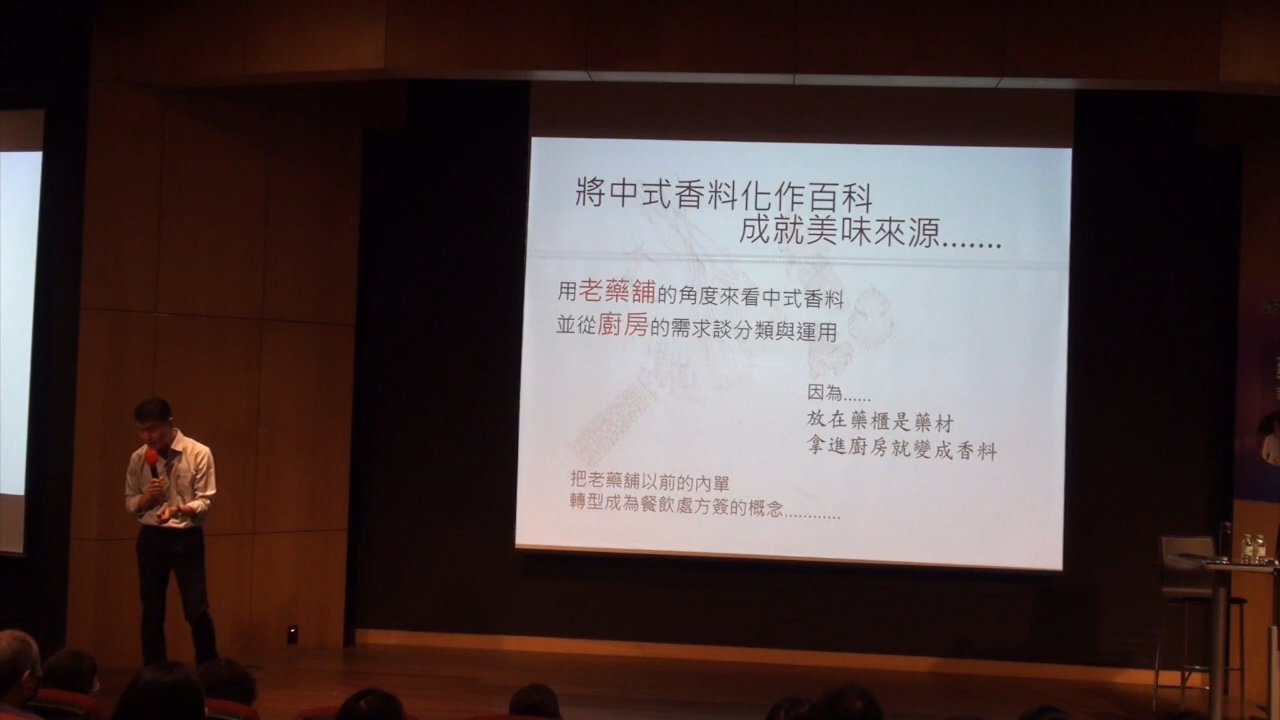 將中式香料化作百科
成就美味來源.......
用老藥舖的角度來看中式香料
並從廚房的需求談分類與運用
因為......
放在藥櫃是藥材
拿進廚房就變成香料
把老藥舖以前的內單
轉型成為餐飲處方簽的概念............